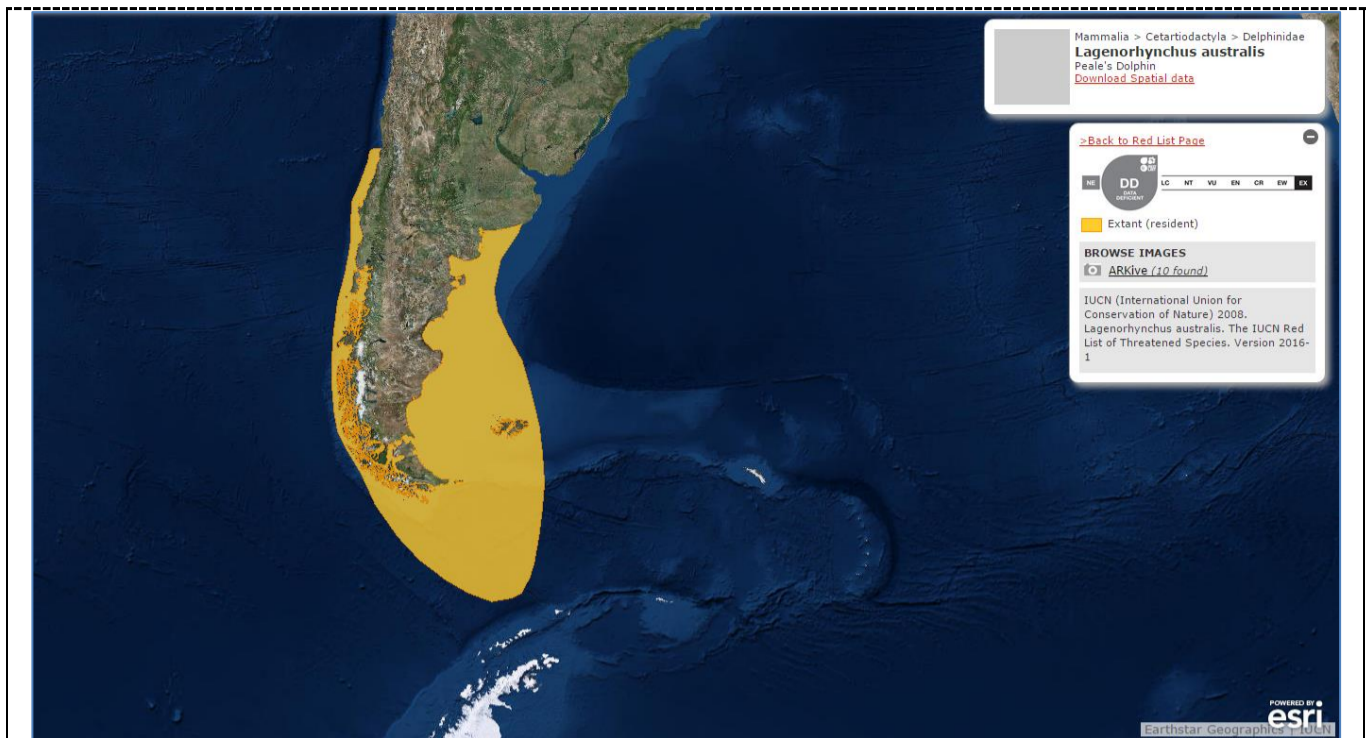 Mammalia > Cetartiodactyla > Delphinidae
Lagenorhynchus australis
Peale's Dolphin
Download Spatial data
>Back to Red List Page
NE DD LC NT VU EN CR EW EX
DATA
DEFICIENT
Extant (resident)
BROWSE IMAGES
ARKive (10 found)
IUCN (International Union for
Conservation of Nature) 2008.
Lagenorhynchus australis. The IUCN Red
List of Threatened Species. Version 2016-
1
POWERED BY
esri
Earthstar Geographics | IUCN